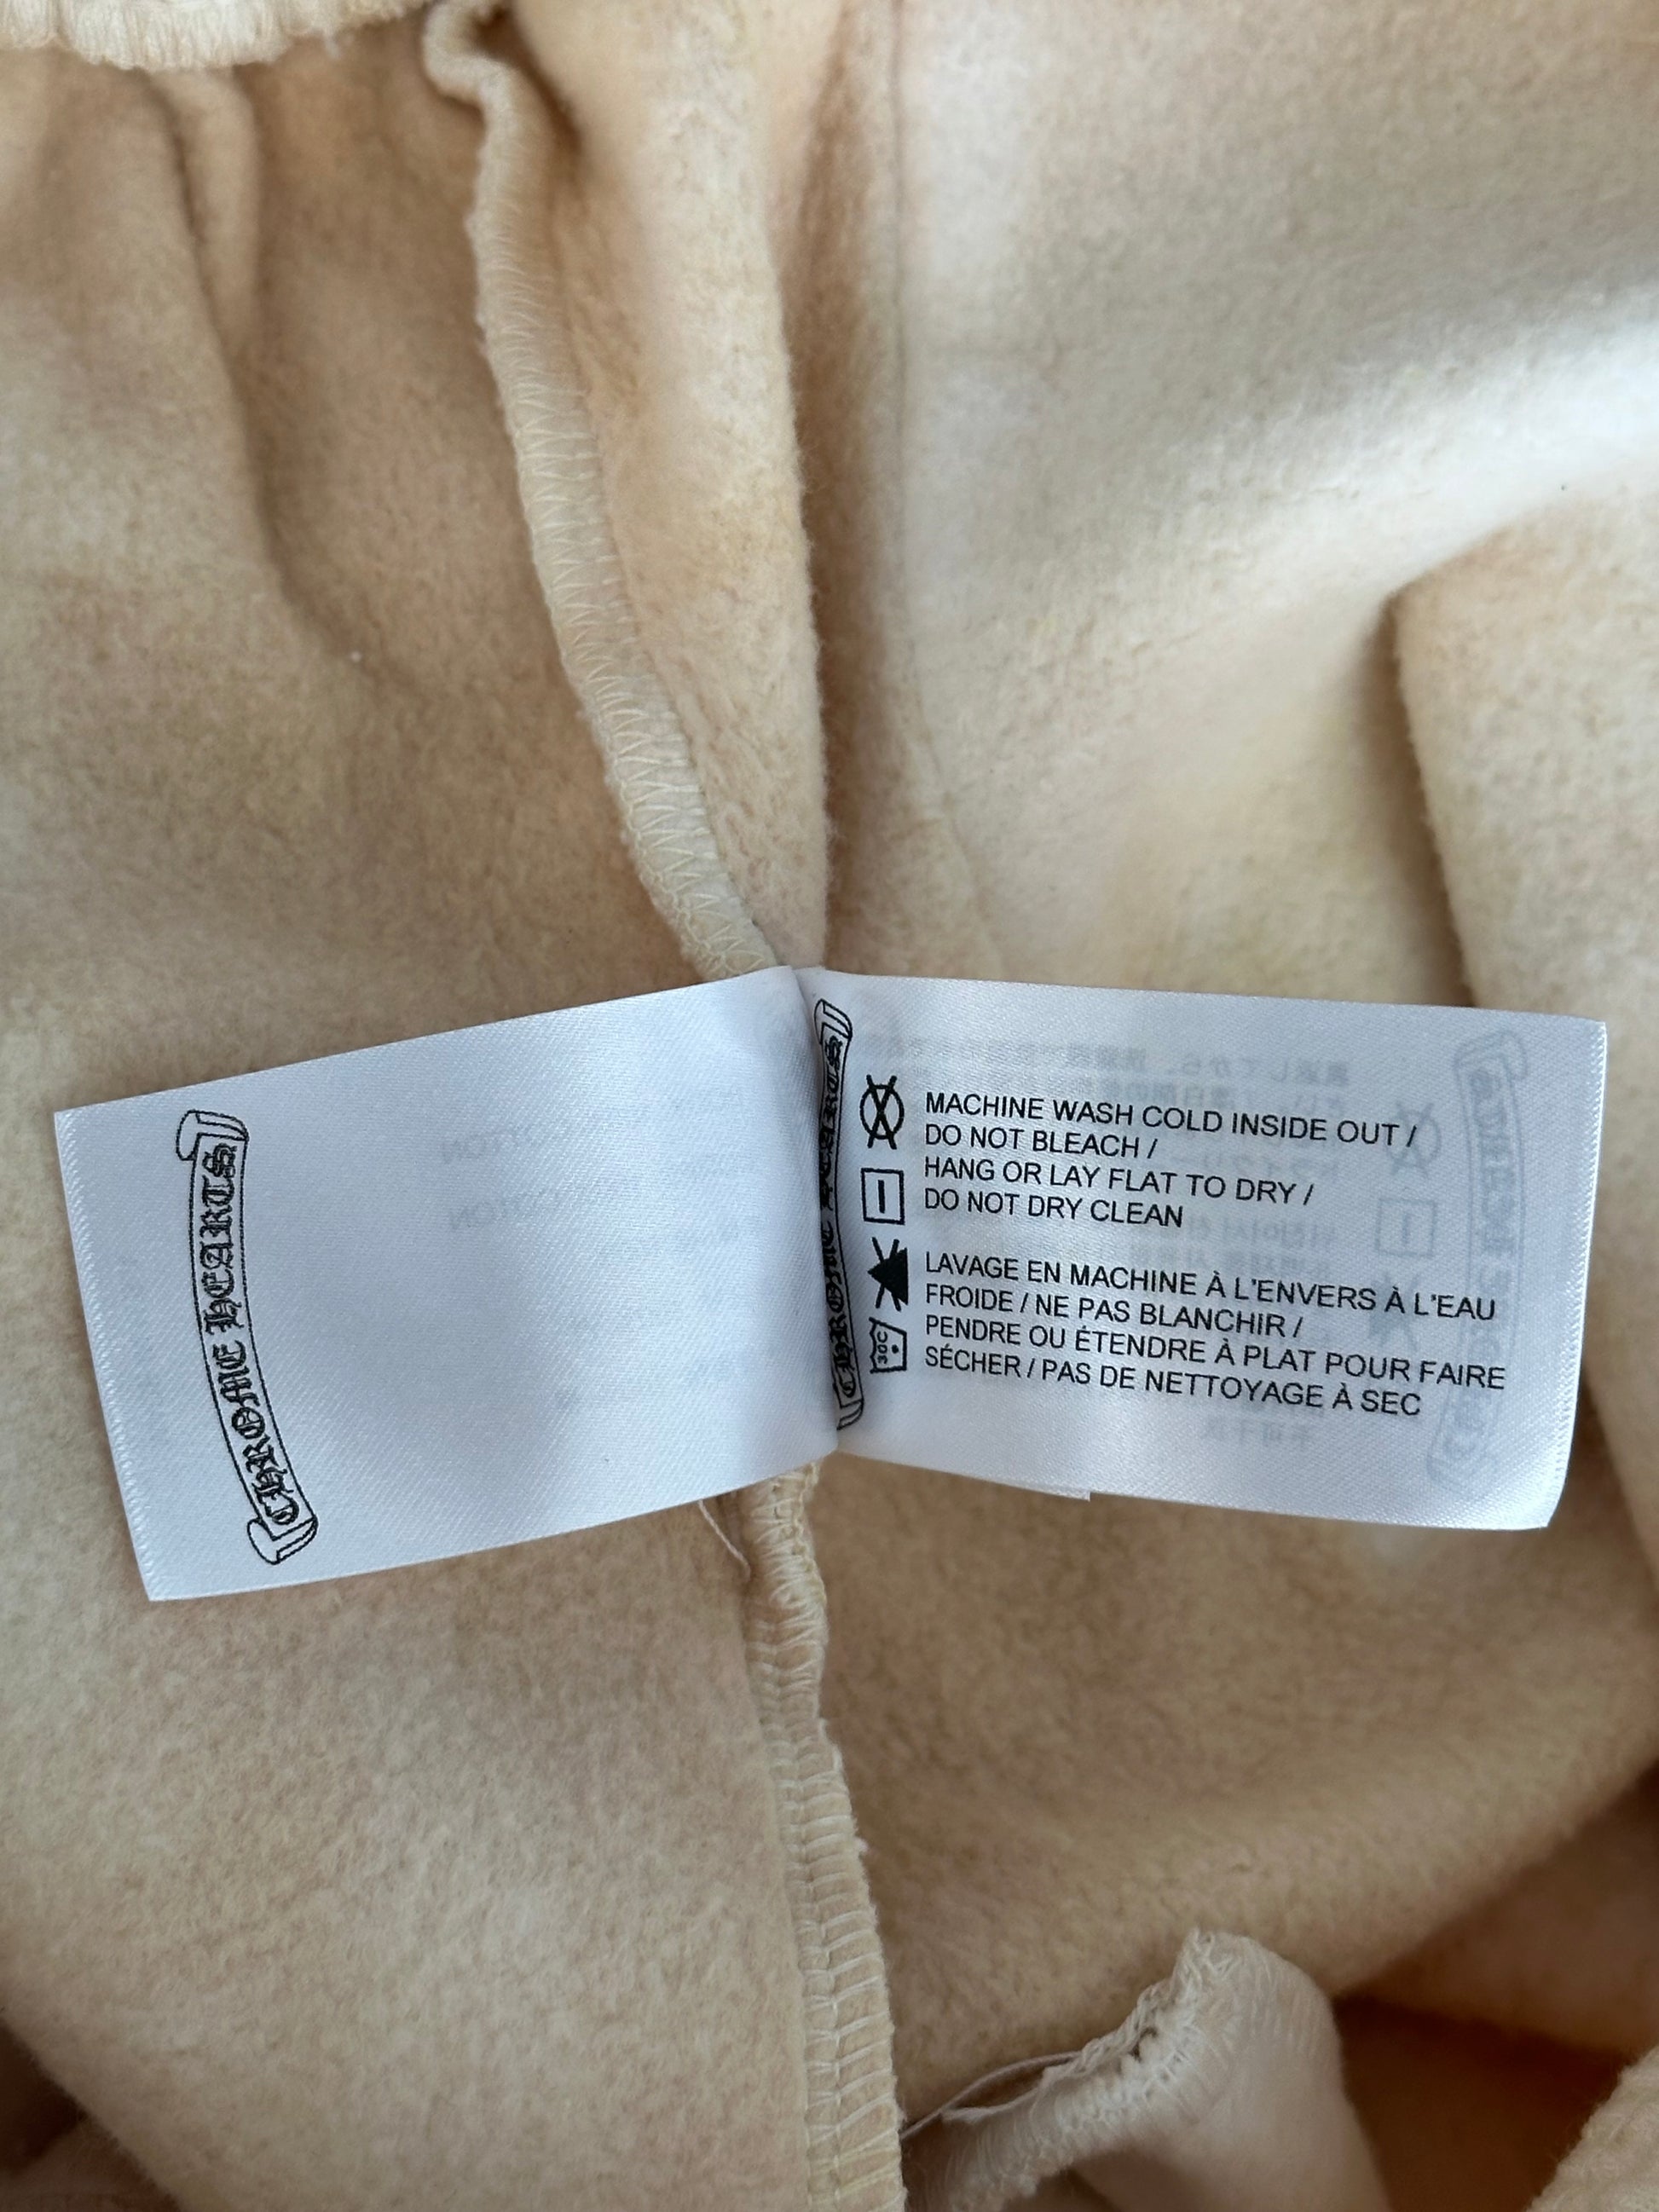 CHROME HEARTS
CHROME HEARTS
MACHINE WASH COLD INSIDE OUT /
DO NOT BLEACH /
HANG OR LAY FLAT TO DRY /
DO NOT DRY CLEAN
LAVAGE EN MACHINE À L'ENVERS À L'EAU
FROIDE / NE PAS BLANCHIR /
PENDRE OU ÉTENDRE À PLAT POUR FAIRE
SÉCHER / PAS DE NETTOYAGE À SEC
30C